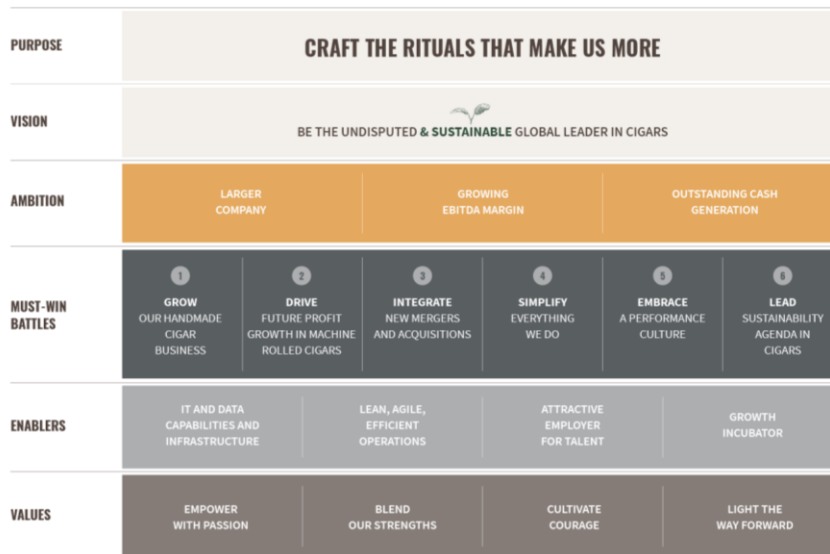 PURPOSE
CRAFT THE RITUALS THAT MAKE US MORE
VISION
BE THE UNDISPUTED & SUSTAINABLE GLOBAL LEADER IN CIGARS
AMBITION
LARGER
COMPANY
GROWING
EBITDA MARGIN
OUTSTANDING CASH
GENERATION
MUST-WIN
BATTLES
1
GROW
OUR HANDMADE
CIGAR
BUSINESS
2
DRIVE
FUTURE PROFIT
GROWTH IN MACHINE
ROLLED CIGARS
3
INTEGRATE
NEW MERGERS
AND ACQUISITIONS
4
SIMPLIFY
EVERYTHING
WE DO
5
EMBRACE
A PERFORMANCE
CULTURE
6
LEAD
SUSTAINABILITY
AGENDA IN
CIGARS
ENABLERS
IT AND DATA
CAPABILITIES AND
INFRASTRUCTURE
LEAN, AGILE,
EFFICIENT
OPERATIONS
ATTRACTIVE
EMPLOYER
FOR TALENT
GROWTH
INCUBATOR
VALUES
EMPOWER
WITH PASSION
BLEND
OUR STRENGTHS
CULTIVATE
COURAGE
LIGHT THE
WAY FORWARD